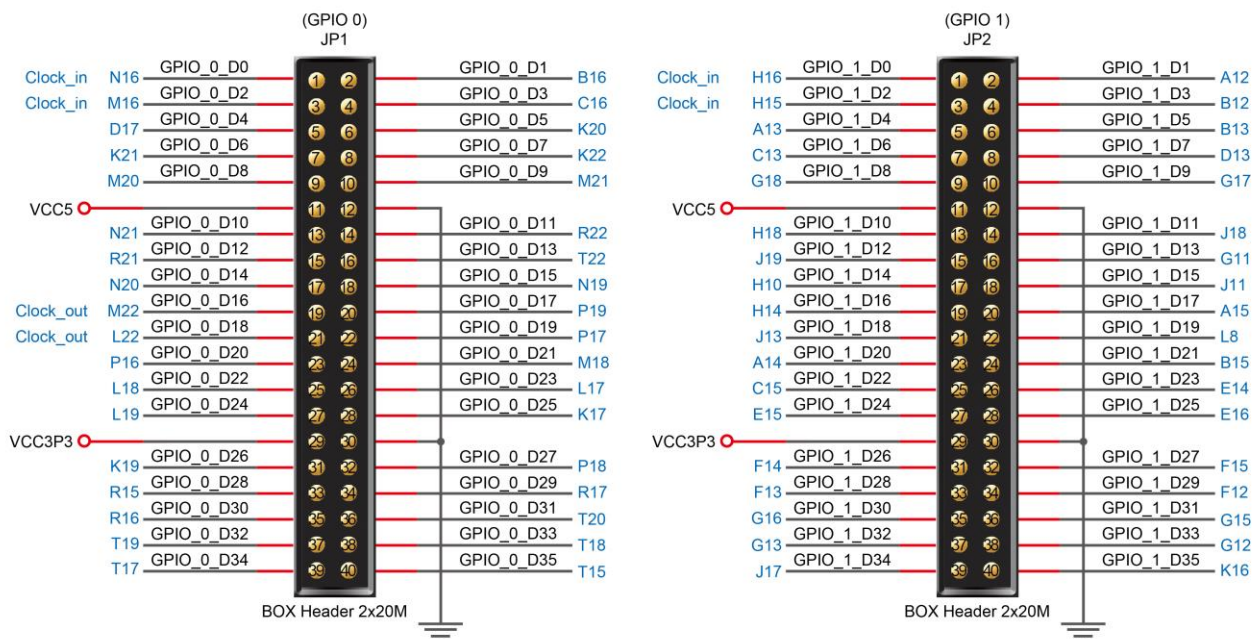 (GPIO 0)
JP1
Clock_in N16 GPIO_0_D0 1 2 GPIO_0_D1 B16
Clock_in M16 GPIO_0_D2 3 4 GPIO_0_D3 C16
D17 GPIO_0_D4 5 6 GPIO_0_D5 K20
K21 GPIO_0_D6 7 8 GPIO_0_D7 K22
M20 GPIO_0_D8 9 10 GPIO_0_D9 M21
VCC5 11 12
N21 GPIO_0_D10 13 14 GPIO_0_D11 R22
R21 GPIO_0_D12 15 16 GPIO_0_D13 T22
N20 GPIO_0_D14 17 18 GPIO_0_D15 N19
Clock_out M22 GPIO_0_D16 19 20 GPIO_0_D17 P19
Clock_out L22 GPIO_0_D18 21 22 GPIO_0_D19 P17
P16 GPIO_0_D20 23 24 GPIO_0_D21 M18
L18 GPIO_0_D22 25 26 GPIO_0_D23 L17
L19 GPIO_0_D24 27 28 GPIO_0_D25 K17
VCC3P3 29 30
K19 GPIO_0_D26 31 32 GPIO_0_D27 P18
R15 GPIO_0_D28 33 34 GPIO_0_D29 R17
R16 GPIO_0_D30 35 36 GPIO_0_D31 T20
T19 GPIO_0_D32 37 38 GPIO_0_D33 T18
T17 GPIO_0_D34 39 40 GPIO_0_D35 T15
BOX Header 2x20M
(GPIO 1)
JP2
Clock_in H16 GPIO_1_D0 1 2 GPIO_1_D1 A12
Clock_in H15 GPIO_1_D2 3 4 GPIO_1_D3 B12
A13 GPIO_1_D4 5 6 GPIO_1_D5 B13
C13 GPIO_1_D6 7 8 GPIO_1_D7 D13
G18 GPIO_1_D8 9 10 GPIO_1_D9 G17
VCC5 11 12
H18 GPIO_1_D10 13 14 GPIO_1_D11 J18
J19 GPIO_1_D12 15 16 GPIO_1_D13 G11
H10 GPIO_1_D14 17 18 GPIO_1_D15 J11
H14 GPIO_1_D16 19 20 GPIO_1_D17 A15
J13 GPIO_1_D18 21 22 GPIO_1_D19 L8
A14 GPIO_1_D20 23 24 GPIO_1_D21 B15
C15 GPIO_1_D22 25 26 GPIO_1_D23 E14
E15 GPIO_1_D24 27 28 GPIO_1_D25 E16
VCC3P3 29 30
F14 GPIO_1_D26 31 32 GPIO_1_D27 F15
F13 GPIO_1_D28 33 34 GPIO_1_D29 F12
G16 GPIO_1_D30 35 36 GPIO_1_D31 G15
G13 GPIO_1_D32 37 38 GPIO_1_D33 G12
J17 GPIO_1_D34 39 40 GPIO_1_D35 K16
BOX Header 2x20M